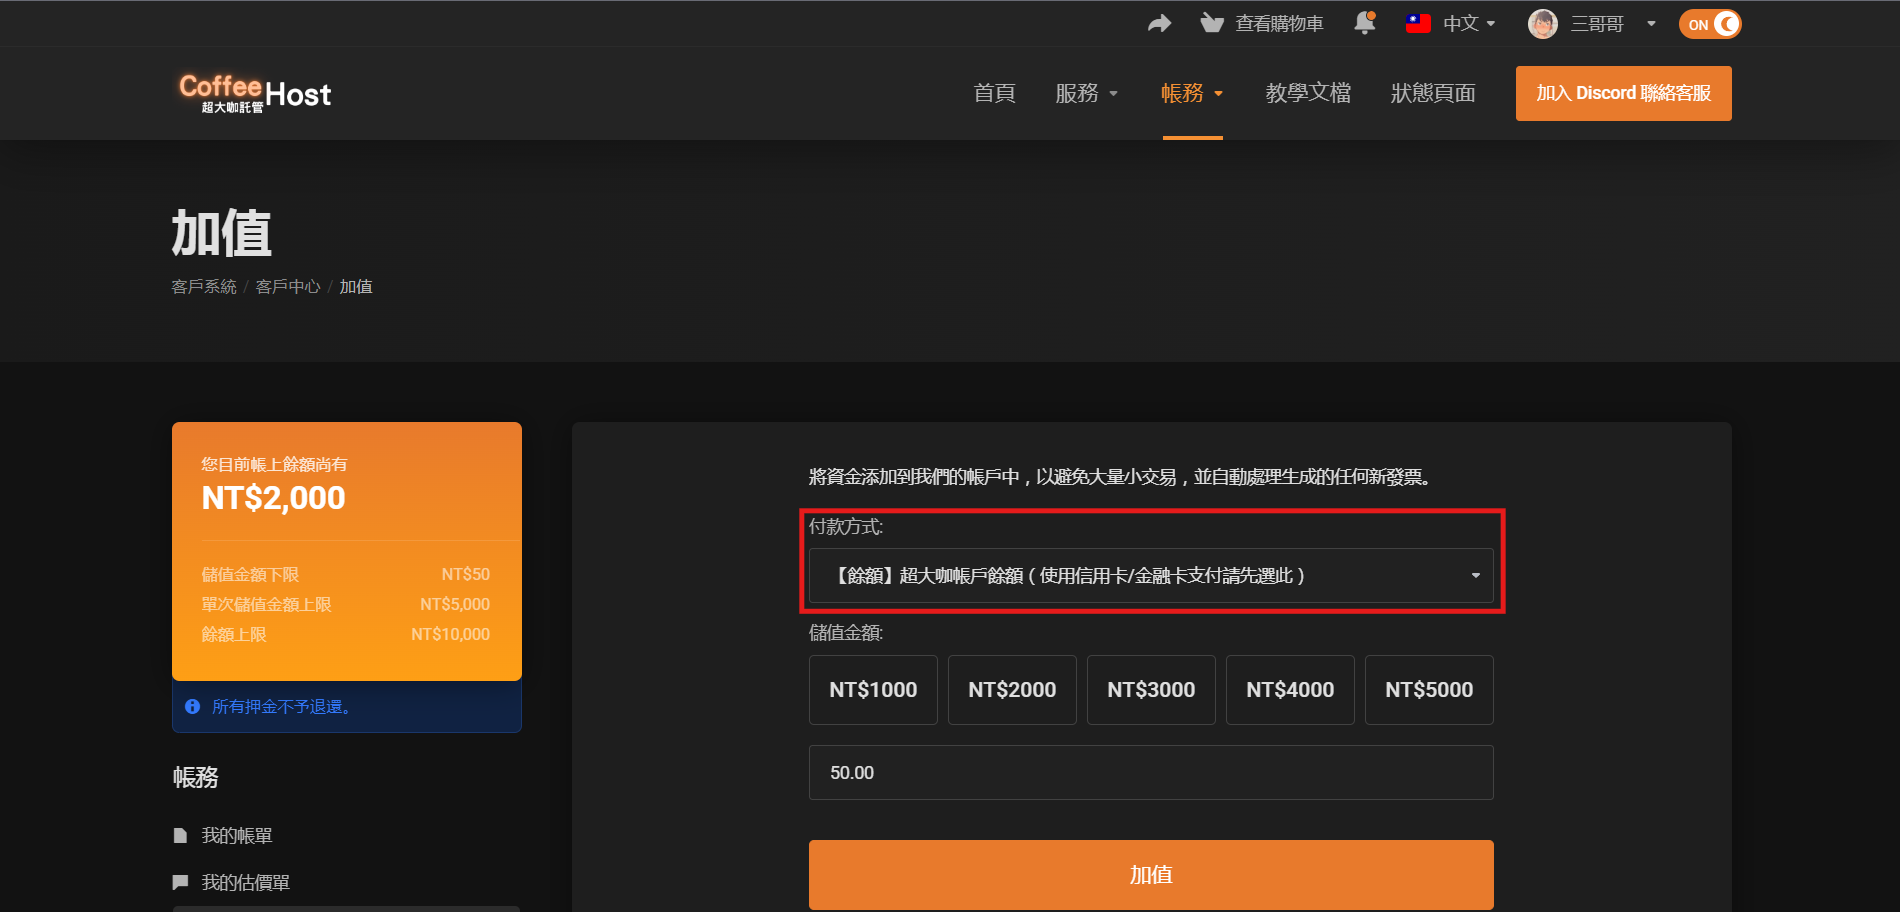 查看購物車
中文
三哥哥
ON
CoffeeHost
超大咖託管
首頁
服務
帳務
教學文檔
狀態頁面
加入 Discord 聯絡客服
加值
客戶系統 / 客戶中心 / 加值
您目前帳上餘額尚有
NT$2,000
儲值金額下限 NT$50
單次儲值金額上限 NT$5,000
餘額上限 NT$10,000
所有押金不予退還。
帳務
我的帳單
我的估價單
將資金添加到我們的帳戶中，以避免大量小交易，並自動處理生成的任何新發票。
付款方式:
【餘額】超大咖帳戶餘額（使用信用卡/金融卡支付請先選此）
儲值金額:
NT$1000 NT$2000 NT$3000 NT$4000 NT$5000
50.00
加值